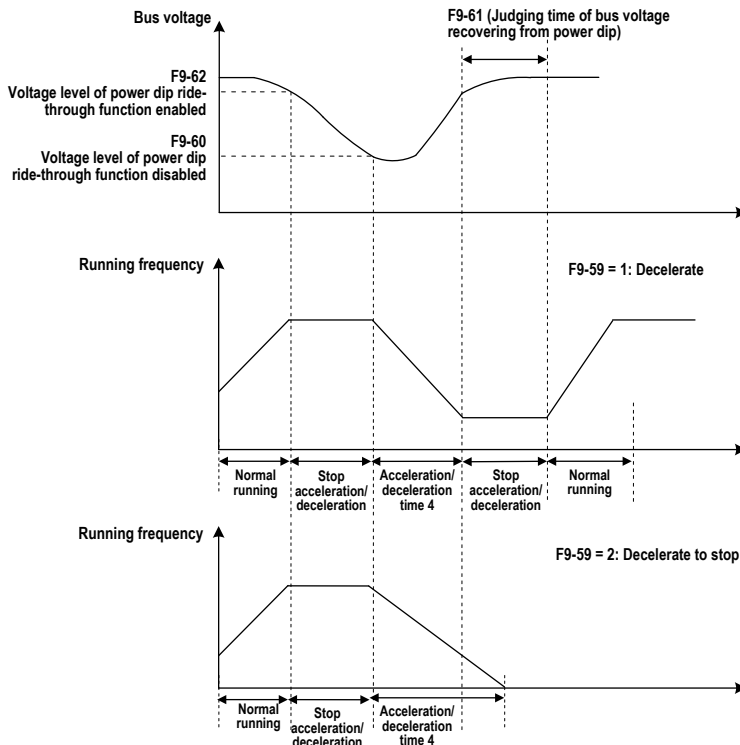 Bus voltage
F9-61 (Judging time of bus voltage
recovering from power dip)
F9-62
Voltage level of power dip ride-
through function enabled
F9-60
Voltage level of power dip
ride-through function disabled
Running frequency
F9-59 = 1: Decelerate
Normal
running
Stop
acceleration/
deceleration
Acceleration/
deceleration
time 4
Stop
acceleration/
deceleration
Normal
running
Running frequency
F9-59 = 2: Decelerate to stop
Normal
running
Stop
acceleration/
deceleration
Acceleration/
deceleration
time 4